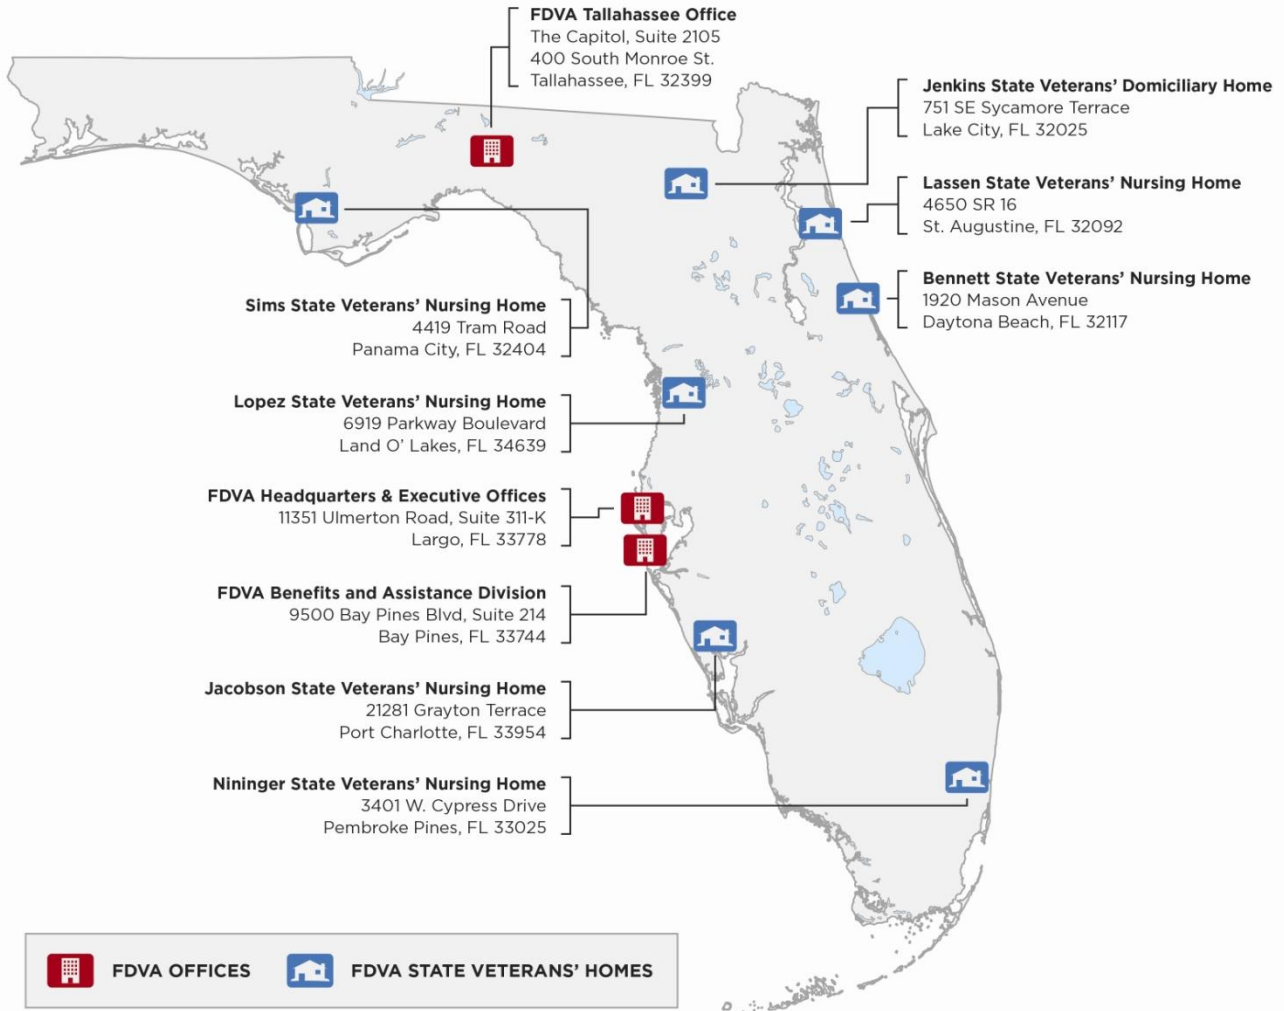 FDVA Tallahassee Office
The Capitol, Suite 2105
400 South Monroe St.
Tallahassee, FL 32399
Jenkins State Veterans’ Domiciliary Home
751 SE Sycamore Terrace
Lake City, FL 32025
Lassen State Veterans’ Nursing Home
4650 SR 16
St. Augustine, FL 32092
Bennett State Veterans’ Nursing Home
1920 Mason Avenue
Daytona Beach, FL 32117
Sims State Veterans’ Nursing Home
4419 Tram Road
Panama City, FL 32404
Lopez State Veterans’ Nursing Home
6919 Parkway Boulevard
Land O’ Lakes, FL 34639
FDVA Headquarters & Executive Offices
11351 Ulmerton Road, Suite 311-K
Largo, FL 33778
FDVA Benefits and Assistance Division
9500 Bay Pines Blvd, Suite 214
Bay Pines, FL 33744
Jacobson State Veterans’ Nursing Home
21281 Grayton Terrace
Port Charlotte, FL 33954
Nininger State Veterans’ Nursing Home
3401 W. Cypress Drive
Pembroke Pines, FL 33025
FDVA OFFICES
FDVA STATE VETERANS’ HOMES